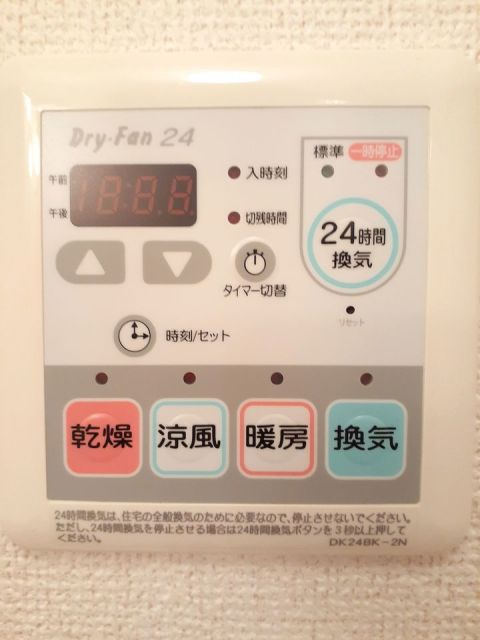 Dry-Fan 24
標準 一時停止
午前
18:88
入時刻
午後
切残時間
24時間
換気
タイマー切替
リセット
時刻/セット
乾燥 涼風 暖房 換気
24時間換気は、住宅の全般換気のために必要なので、停止させないでください。
ただし、24時間換気を停止させる場合は24時間換気ボタンを3秒以上押して
ください。
DK24BK-2N